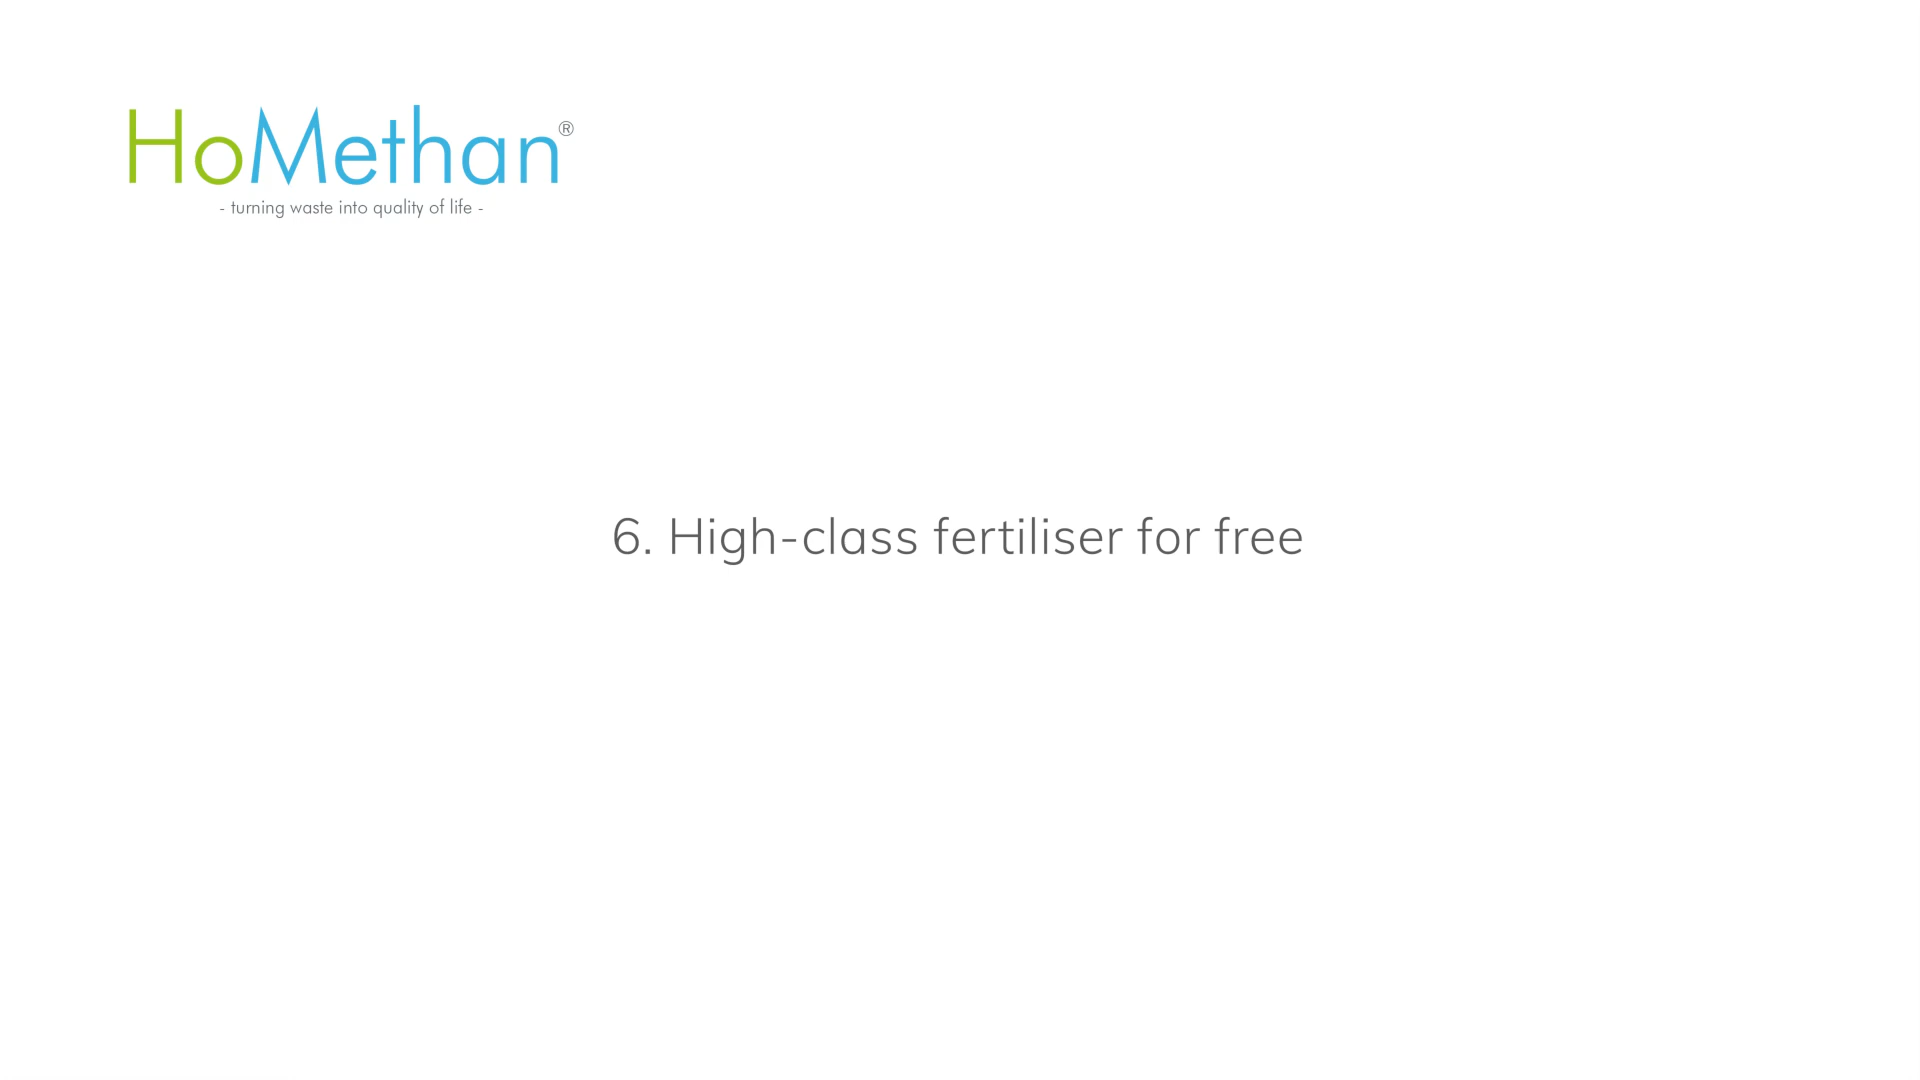 HoMethan®
- turning waste into quality of life -
6. High-class fertiliser for free